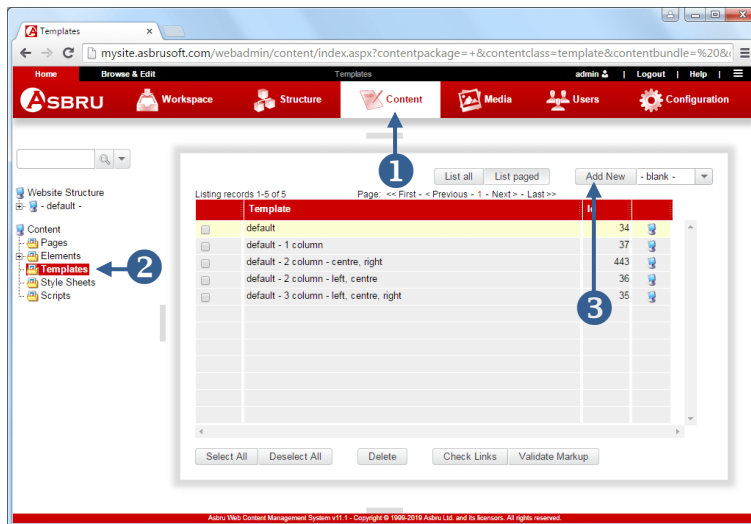 Templates
mysite.asbrusoft.com/webadmin/content/index.aspx?contentpackage=+&contentclass=template&contentbundle=%20&
Home Browse & Edit Templates admin | Logout | Help |
ASBRU Workspace Structure Content Media Users Configuration
1
List all List paged Add New - blank -
Website Structure
- default -
Content
Pages
Elements
Templates
Style Sheets
Scripts
2
Listing records 1-5 of 5 Page: << First - < Previous - 1 - Next > - Last >>
Template
default 34
default - 1 column 37
default - 2 column - centre, right 443
default - 2 column - left, centre 36
default - 3 column - left, centre, right 35
3
Select All Deselect All Delete Check Links Validate Markup
Asbru Web Content Management System v11.1 - Copyright © 1999-2019 Asbru Ltd. and its licensors. All rights reserved.